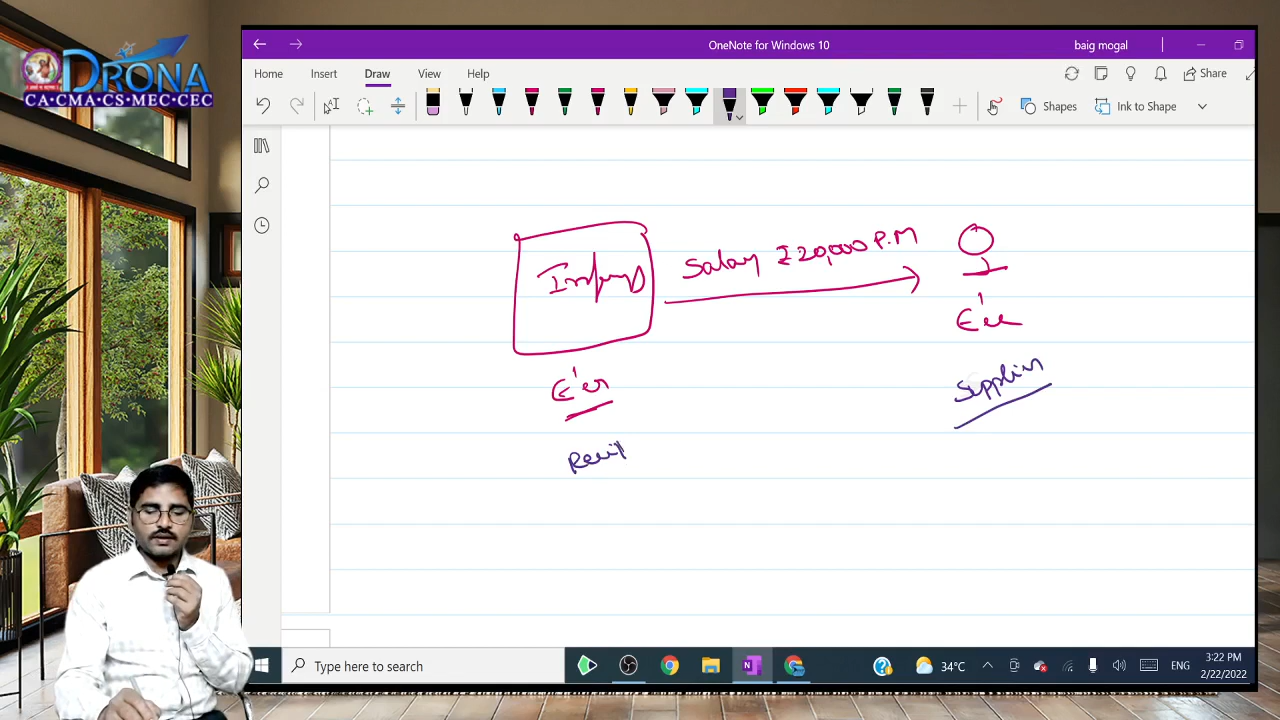 DRONA
CA•CMA•CS•MEC•CEC
OneNote for Windows 10
baig mogal
Home Insert Draw View Help
Share
Shapes
Ink to Shape
Infosys
Salary ₹20,000 P.M
E'ee
E'er
Supplier
Type here to search
34°C
ENG
3:22 PM
2/22/2022